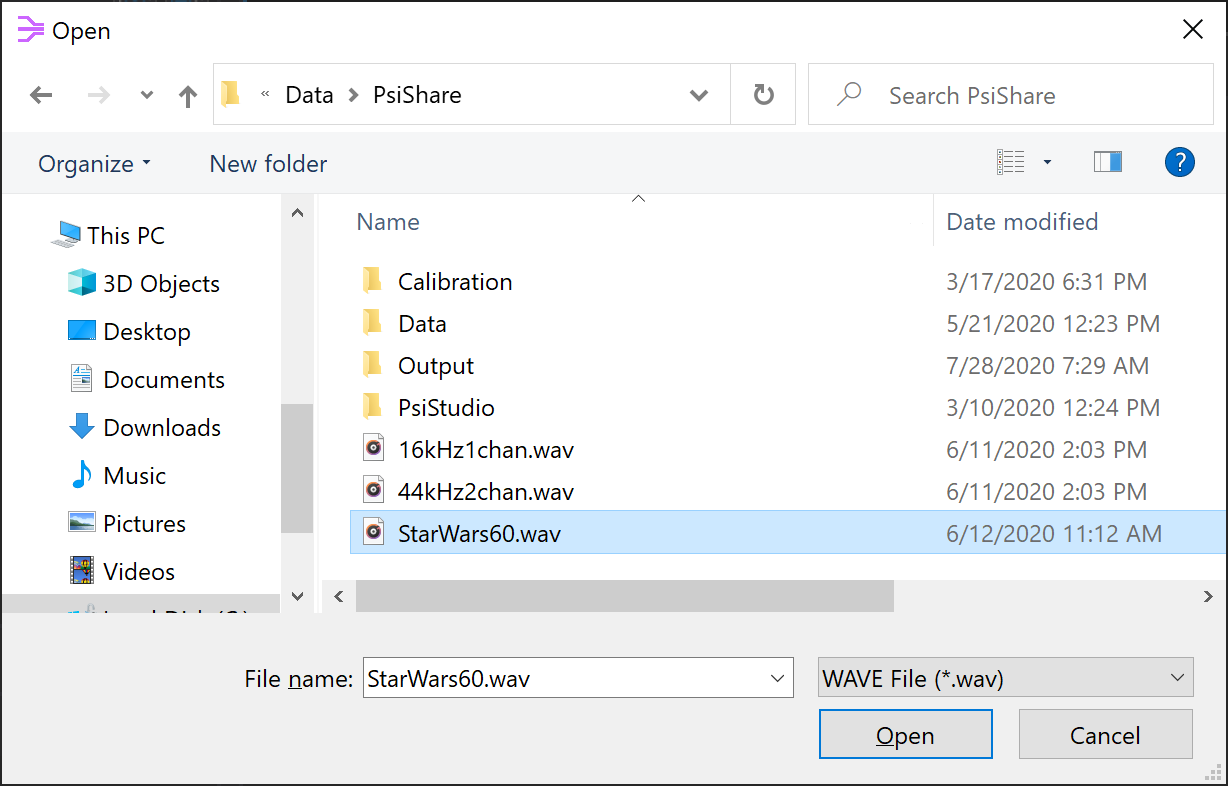 Open
« Data > PsiShare
Search PsiShare
Organize
New folder
?
This PC
3D Objects
Desktop
Documents
Downloads
Music
Pictures
Videos
Name Date modified
Calibration 3/17/2020 6:31 PM
Data 5/21/2020 12:23 PM
Output 7/28/2020 7:29 AM
PsiStudio 3/10/2020 12:24 PM
16kHz1chan.wav 6/11/2020 2:03 PM
44kHz2chan.wav 6/11/2020 2:03 PM
StarWars60.wav 6/12/2020 11:12 AM
File name: StarWars60.wav
WAVE File (*.wav)
Open Cancel